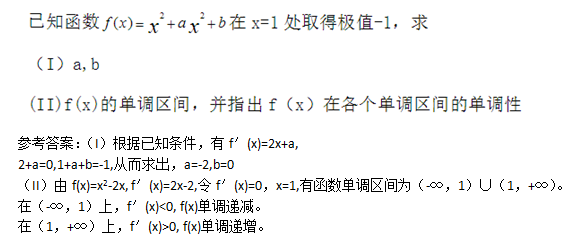 已知函数 f(x)=x²+ax²+b在 x=1 处取得极值-1，求
（I）a,b
(II)f(x)的单调区间，并指出 f（x）在各个单调区间的单调性
参考答案：（I）根据已知条件，有 f′(x)=2x+a,
2+a=0,1+a+b=-1,从而求出，a=-2,b=0
（II）由 f(x)=x²-2x, f′(x)=2x-2,令 f′(x)=0，x=1,有函数单调区间为（-∞，1）∪（1，+∞）。
在（-∞，1）上，f′(x)<0, f(x)单调递减。
在（1，+∞）上，f′(x)>0, f(x)单调递增。